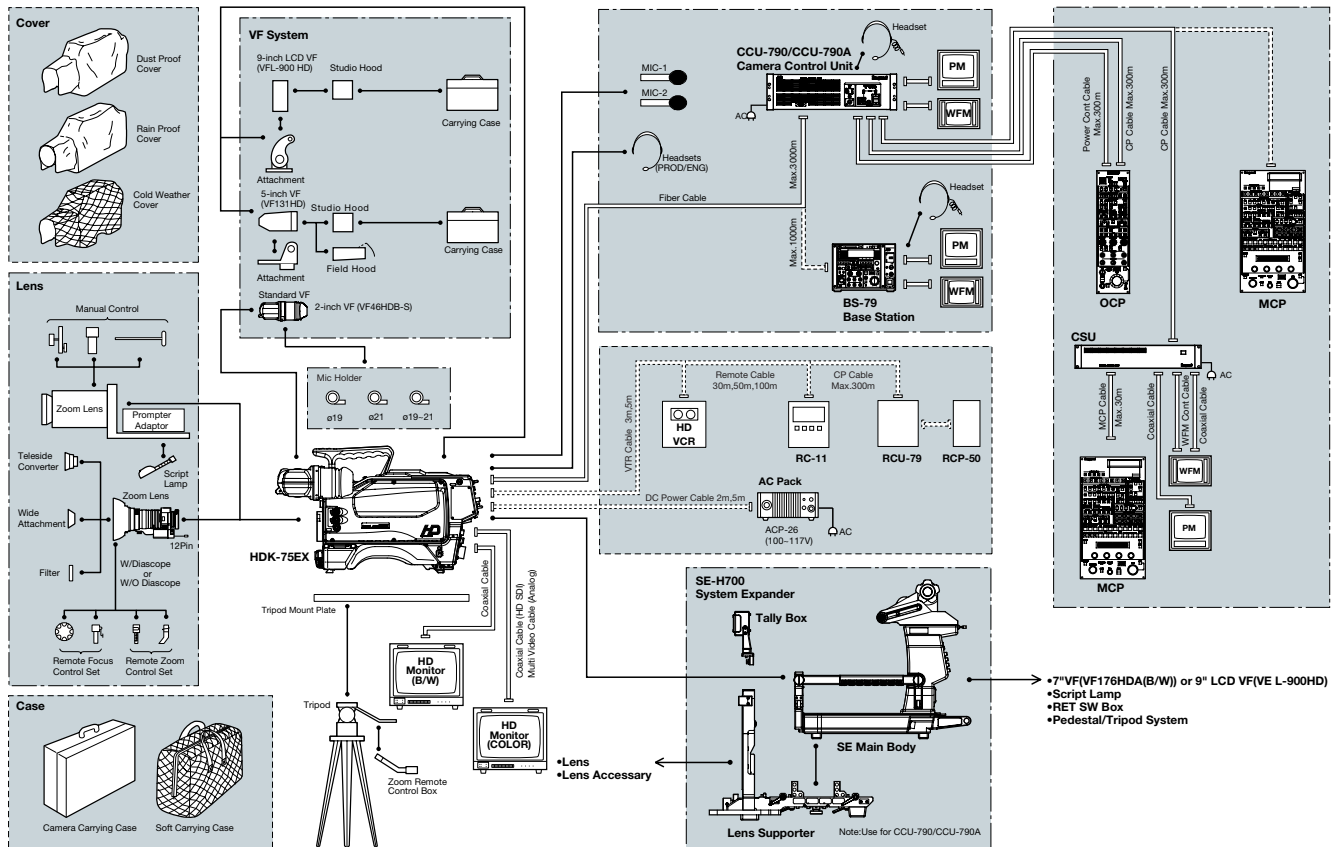 Cover
Dust Proof
Cover
Rain Proof
Cover
Cold Weather
Cover
Lens
Manual Control
Zoom Lens
Prompter
Adaptor
Script
Lamp
Teleside
Converter
Zoom Lens
Wide
Attachment
12Pin
Filter
W/Diascope
or
W/O Diascope
Remote Focus
Control Set
Remote Zoom
Control Set
Case
Camera Carrying Case
Soft Carrying Case
VF System
9-inch LCD VF
(VFL-900 HD)
Studio Hood
Carrying Case
Attachment
5-inch VF
(VF131HD)
Studio Hood
Carrying Case
Attachment
Field Hood
Standard VF
2-inch VF (VF46HDB-S)
Mic Holder
ø19
ø21
ø19~21
HDK-75EX
Tripod Mount Plate
Tripod
Zoom Remote
Control Box
Coaxial Cable
Coaxial Cable (HD SDI)
Multi Video Cable (Analog)
HD
Monitor
(B/W)
HD
Monitor
(COLOR)
•Lens
•Lens Accessary
MIC-1
MIC-2
Headsets
(PROD/ENG)
CCU-790/CCU-790A
Camera Control Unit
Headset
AC
PM
WFM
Max.3000m
Fiber Cable
Max.1000m
Headset
PM
WFM
BS-79
Base Station
VTR Cable 3m,5m
Remote Cable
30m,50m,100m
CP Cable
Max.300m
HD
VCR
RC-11
RCU-79
RCP-50
DC Power Cable 2m,5m
AC Pack
ACP-26
(100~117V)
AC
SE-H700
System Expander
Tally Box
SE Main Body
Lens Supporter
Note:Use for CCU-790/CCU-790A
•7"VF(VF176HDA(B/W)) or 9" LCD VF(VE L-900HD)
•Script Lamp
•RET SW Box
•Pedestal/Tripod System
Power Cont Cable
Max.300m
CP Cable Max.300m
CP Cable Max.300m
OCP
MCP
CSU
AC
MCP Cable
Max.30m
Coaxial Cable
WFM Cont Cable
Coaxial Cable
WFM
PM
MCP